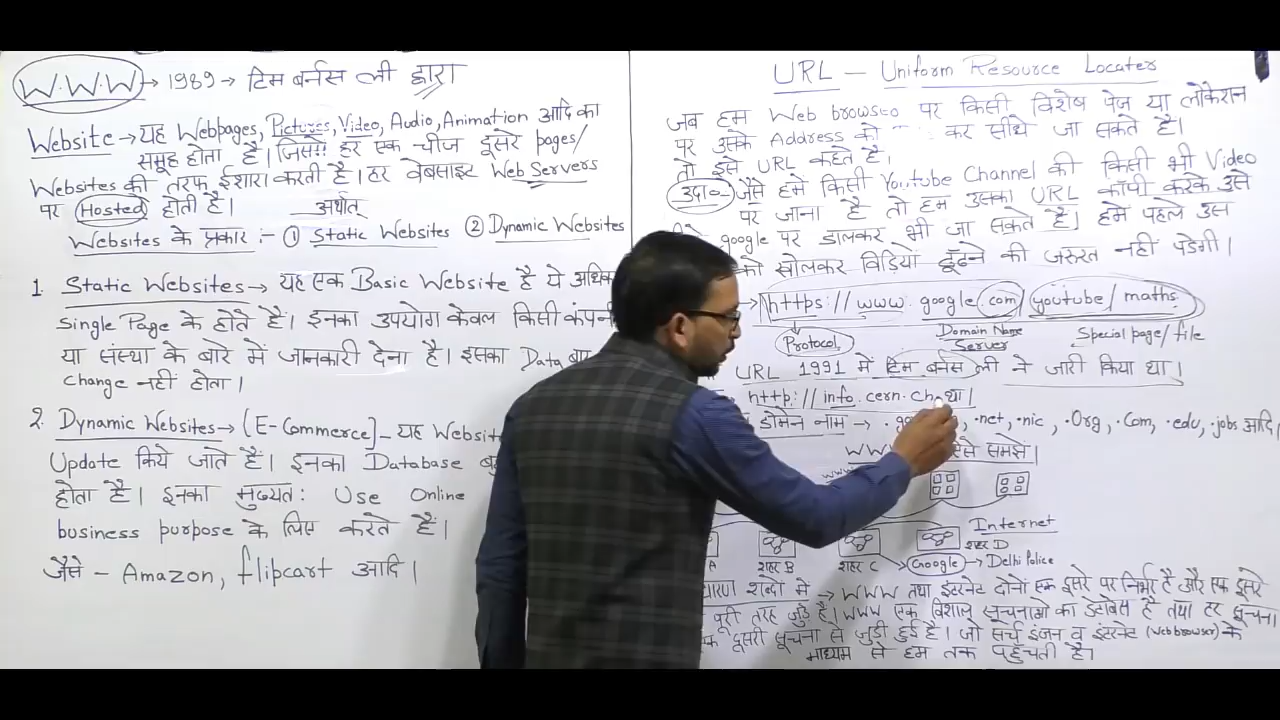 W.W.W → 1989 → टिम बर्नस ली द्वारा
Website → यह Webpages, Pictures, Video, Audio, Animation आदि का
समूह होता है। जिसमें हर एक चीज दूसरे pages/
Websites की तरफ ईशारा करती है। हर वेबसाइट Web Servers
पर Hosted होती है। अर्थात्
Websites के प्रकार :- ① Static Websites ② Dynamic Websites
1. Static Websites → यह एक Basic Website है ये अधिक
Single Page के होते हैं। इनका उपयोग केवल किसी कंपनी
या संस्था के बारे में जानकारी देना है। इसका Data
Change नहीं होता।
2. Dynamic Websites → (E-Commerce) - यह
Update किये जाते हैं। इनका Database
होता है। इनका मुख्यत: Use Online
business purpose के लिए करते हैं।
जैसे - Amazon, flipcart आदि।
URL — Uniform Resource Locater
जब हम Web browser पर किसी विशेष पेज या लोकेशन
पर उसके Address को कर सीधे जा सकते है।
तो इसे URL कहते है।
उदा०- जैसे हमें किसी Youtube Channel की किसी भी Video
पर जाना है तो हम उसका URL कॉपी करके उसे
google पर डालकर भी जा सकते है। हमे पहले उस
को खोलकर विडियों ढूँढने की जरुरत नहीं पडेगी।
→ https:// www. google. com/ youtube/ maths
Protocol
Domain Name
Server
Special page/ file
URL 1991 में टिम बर्नस ली ने जारी किया था।
http:// info. cern. ch था।
डोमेन नाम → .net, .nic, .Org, .Com, .edu, .jobs आदि।
ऐसे समझें।
Internet
A शहर B शहर C शहर D
Google → Delhi Police
शब्दों में → WWW तथा इंटरनेट दोनों एक दूसरे पर निर्भर है और एक दूसरे
पूरी तरह जुड़े है। WWW एक विशाल सूचनाओं का डेटाबेस है तथा हर सूचना
दूसरी सूचना से जुड़ी हुई है। जो सर्च इंजन व इंटरनेट (Web browser) के
माध्यम से हम तक पहुंचती है।